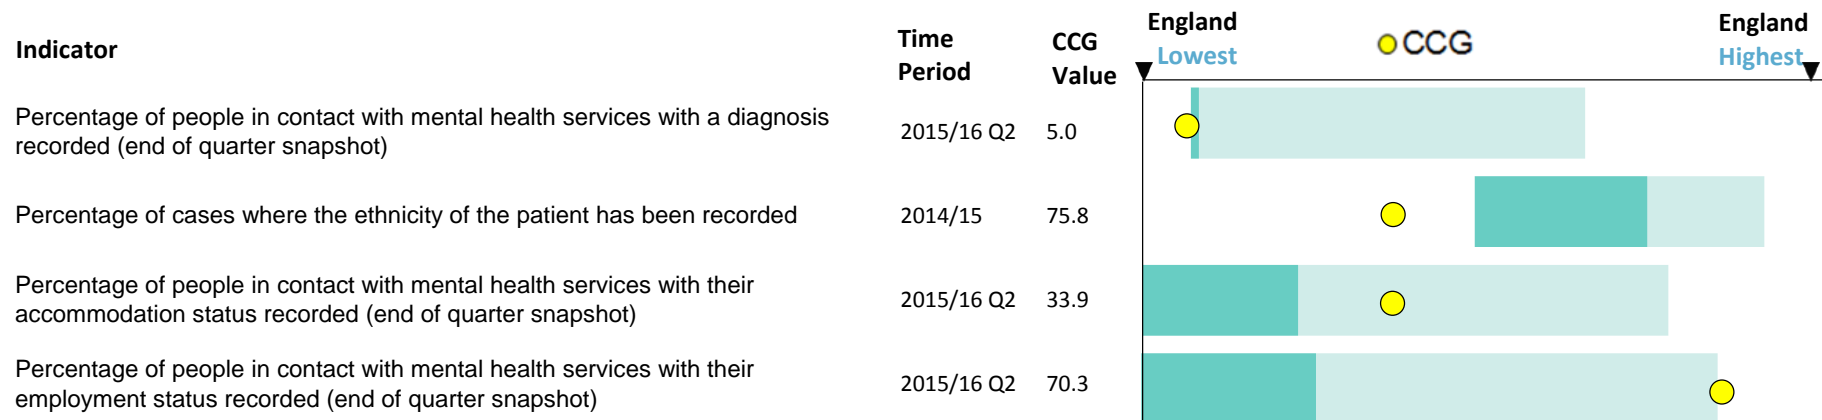 Indicator
Time Period
CCG Value
England Lowest
CCG
England Highest
Percentage of people in contact with mental health services with a diagnosis
recorded (end of quarter snapshot)
2015/16 Q2
5.0
Percentage of cases where the ethnicity of the patient has been recorded
2014/15
75.8
Percentage of people in contact with mental health services with their
accommodation status recorded (end of quarter snapshot)
2015/16 Q2
33.9
Percentage of people in contact with mental health services with their
employment status recorded (end of quarter snapshot)
2015/16 Q2
70.3